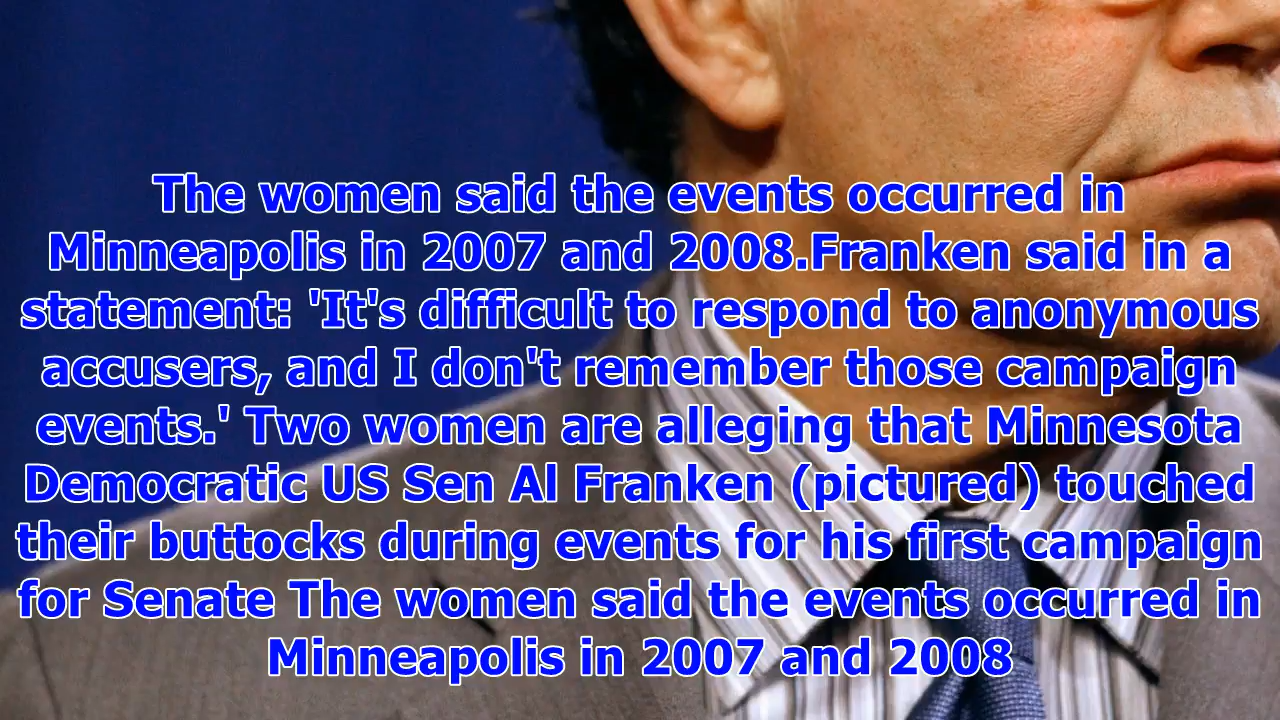 The women said the events occurred in
Minneapolis in 2007 and 2008.Franken said in a
statement: 'It's difficult to respond to anonymous
accusers, and I don't remember those campaign
events.' Two women are alleging that Minnesota
Democratic US Sen Al Franken (pictured) touched
their buttocks during events for his first campaign
for Senate The women said the events occurred in
Minneapolis in 2007 and 2008